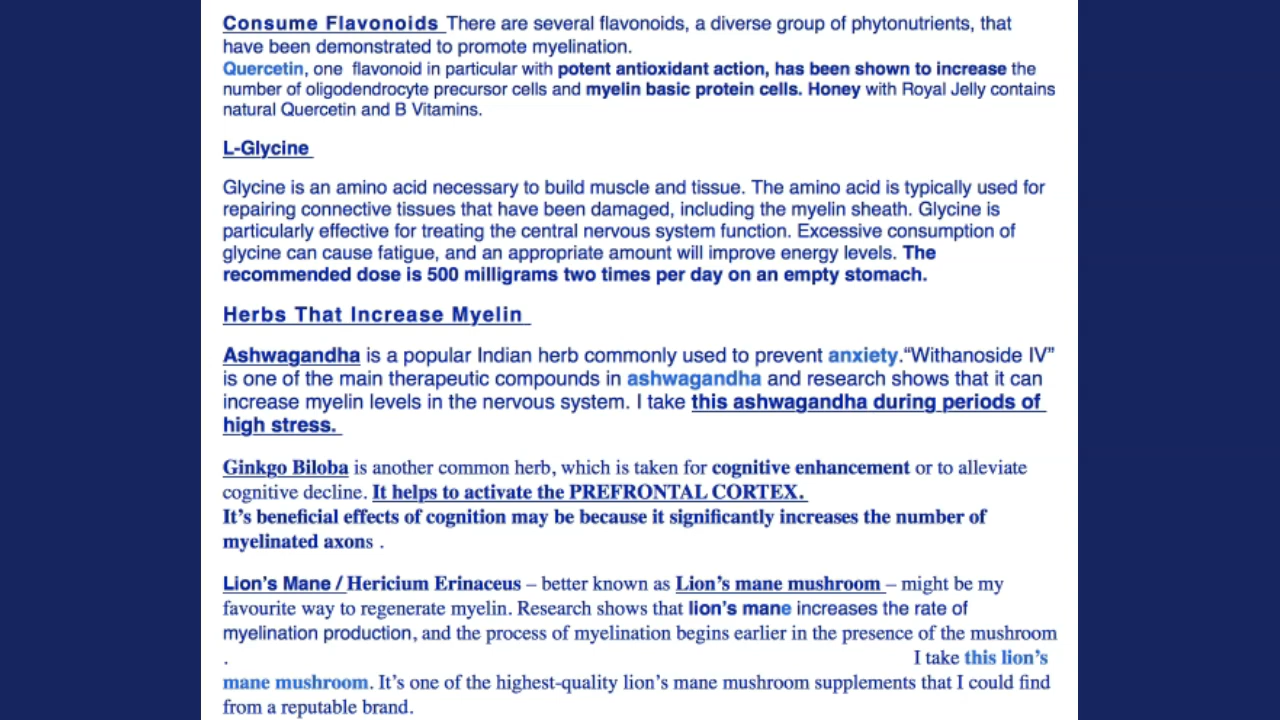 Consume Flavonoids There are several flavonoids, a diverse group of phytonutrients, that
have been demonstrated to promote myelination.
Quercetin, one flavonoid in particular with potent antioxidant action, has been shown to increase the
number of oligodendrocyte precursor cells and myelin basic protein cells. Honey with Royal Jelly contains
natural Quercetin and B Vitamins.
L-Glycine
Glycine is an amino acid necessary to build muscle and tissue. The amino acid is typically used for
repairing connective tissues that have been damaged, including the myelin sheath. Glycine is
particularly effective for treating the central nervous system function. Excessive consumption of
glycine can cause fatigue, and an appropriate amount will improve energy levels. The
recommended dose is 500 milligrams two times per day on an empty stomach.
Herbs That Increase Myelin
Ashwagandha is a popular Indian herb commonly used to prevent anxiety.“Withanoside IV”
is one of the main therapeutic compounds in ashwagandha and research shows that it can
increase myelin levels in the nervous system. I take this ashwagandha during periods of
high stress.
Ginkgo Biloba is another common herb, which is taken for cognitive enhancement or to alleviate
cognitive decline. It helps to activate the PREFRONTAL CORTEX.
It’s beneficial effects of cognition may be because it significantly increases the number of
myelinated axons .
Lion’s Mane / Hericium Erinaceus – better known as Lion’s mane mushroom – might be my
favourite way to regenerate myelin. Research shows that lion’s mane increases the rate of
myelination production, and the process of myelination begins earlier in the presence of the mushroom
. I take this lion’s
mane mushroom. It’s one of the highest-quality lion’s mane mushroom supplements that I could find
from a reputable brand.